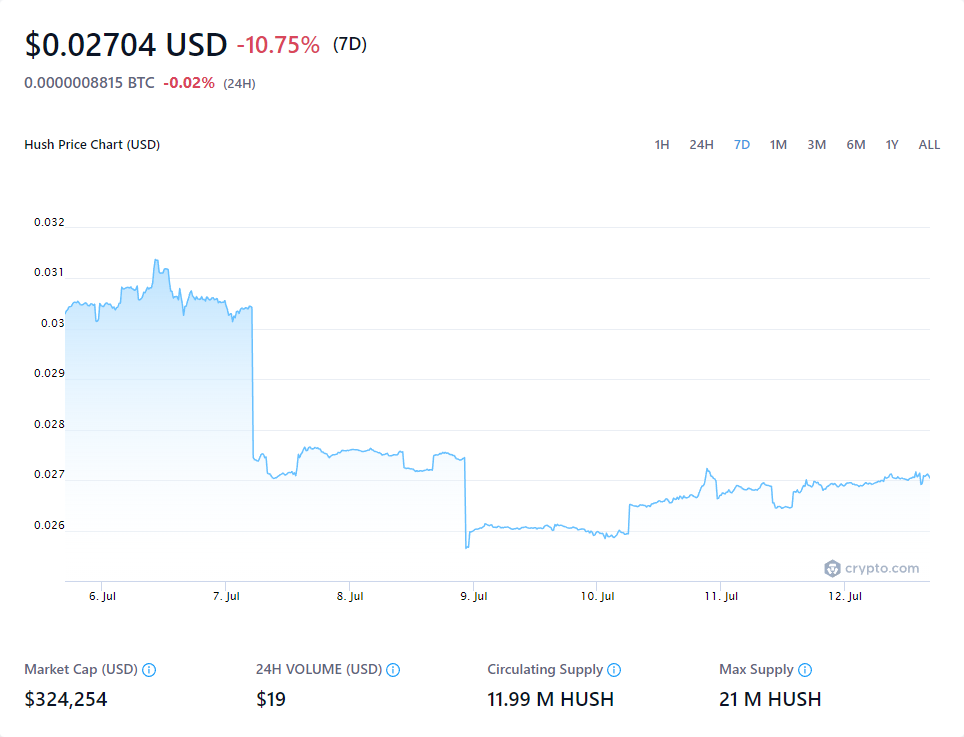 $0.02704 USD -10.75% (7D)
0.0000008815 BTC -0.02% (24H)
Hush Price Chart (USD) 1H 24H 7D 1M 3M 6M 1Y ALL
0.032
0.031
0.03
0.029
0.028
0.027
0.026
crypto.com
6. Jul 7. Jul 8. Jul 9. Jul 10. Jul 11. Jul 12. Jul
Market Cap (USD) 24H VOLUME (USD) Circulating Supply Max Supply
$324,254 $19 11.99 M HUSH 21 M HUSH